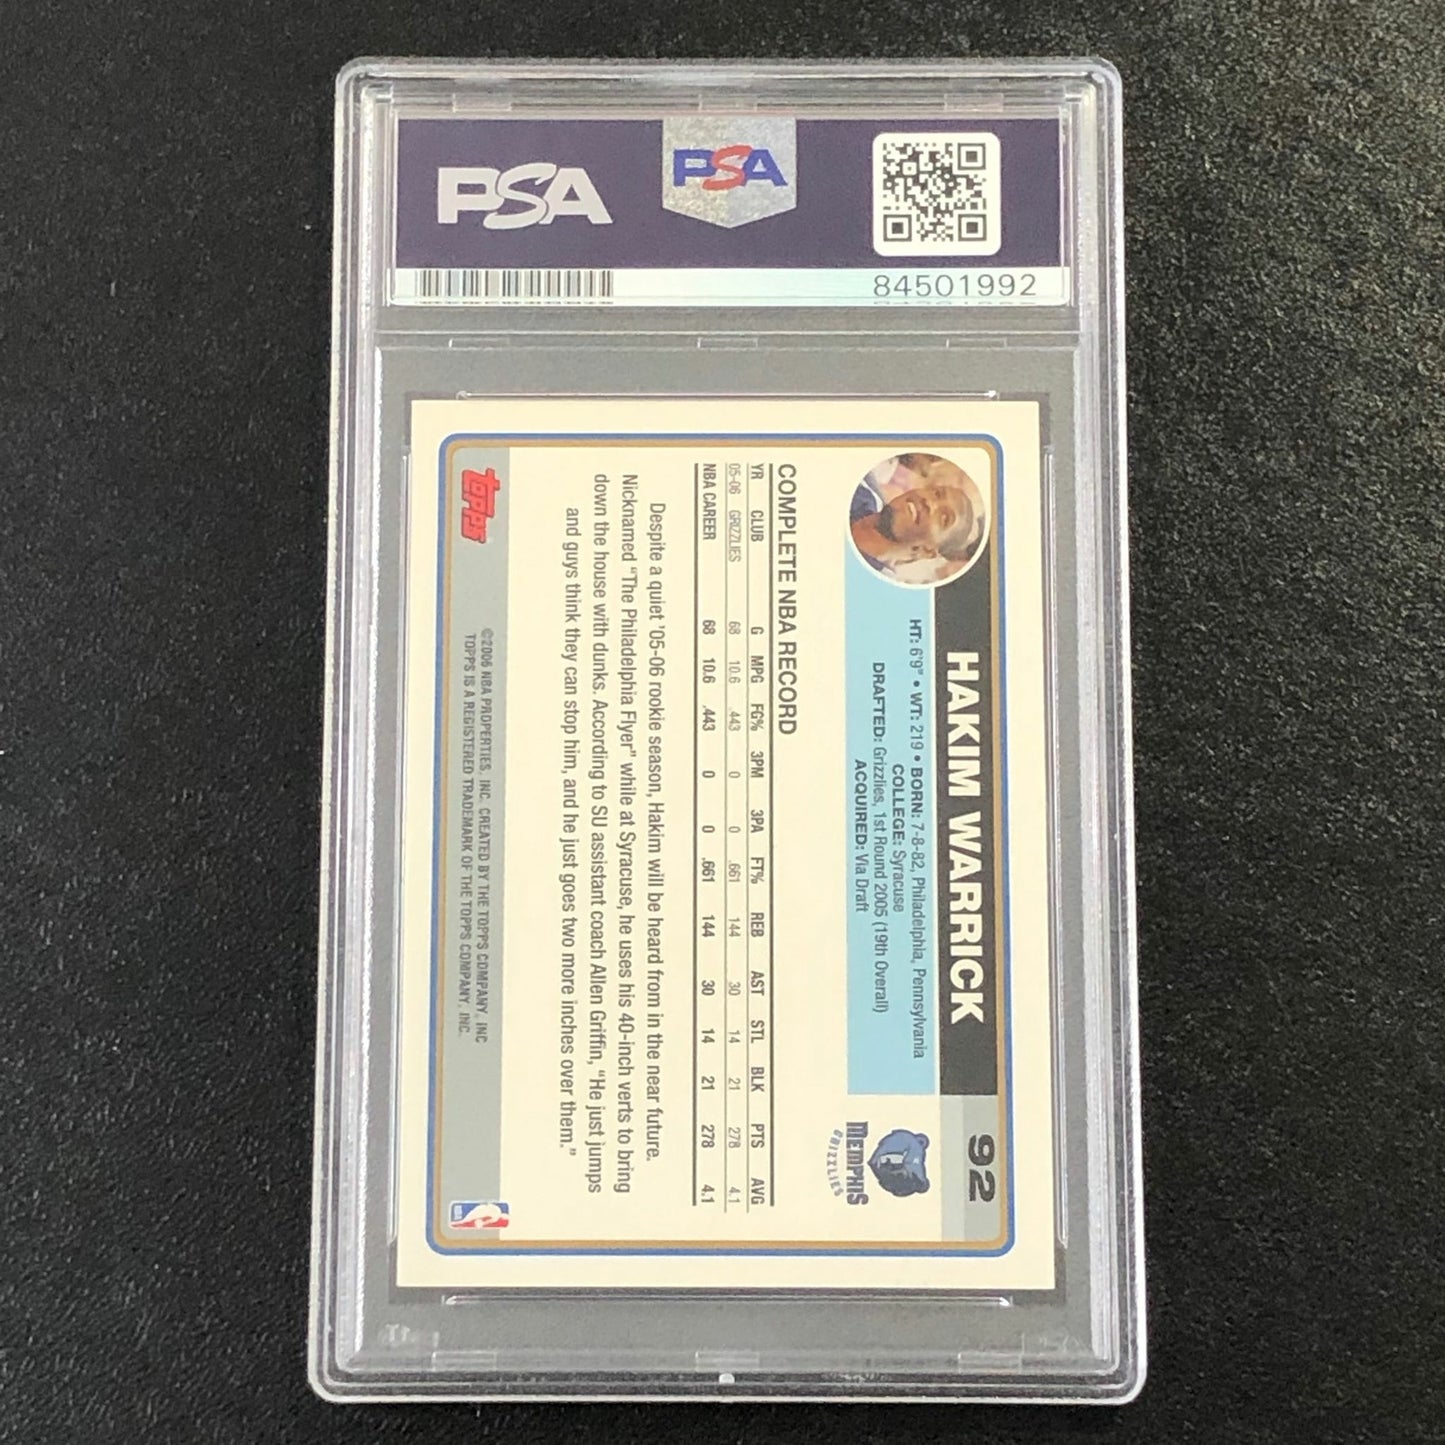 PSA
PSA
84501992
HAKIM WARRICK
92
HT: 6'9" • WT: 219 • BORN: 7-8-82, Philadelphia, Pennsylvania
COLLEGE: Syracuse
DRAFTED: Grizzlies, 1st Round 2005 (19th Overall)
ACQUIRED: Via Draft
MEMPHIS
GRIZZLIES
COMPLETE NBA RECORD
YR CLUB G MPG FG% 3PM 3PA FT% REB AST STL BLK PTS AVG
05-06 GRIZZLIES 68 10.6 .443 0 0 .661 144 30 14 21 278 4.1
NBA CAREER 68 10.6 .443 0 0 .661 144 30 14 21 278 4.1
Despite a quiet '05-06 rookie season, Hakim will be heard from in the near future.
Nicknamed "The Philadelphia Flyer" while at Syracuse, he uses his 40-inch verts to bring
down the house with dunks. According to SU assistant coach Allen Griffin, "He just jumps
and guys think they can stop him, and he just goes two more inches over them."
topps
©2006 NBA PROPERTIES, INC. CREATED BY THE TOPPS COMPANY, INC
TOPPS IS A REGISTERED TRADEMARK OF THE TOPPS COMPANY, INC.
NBA